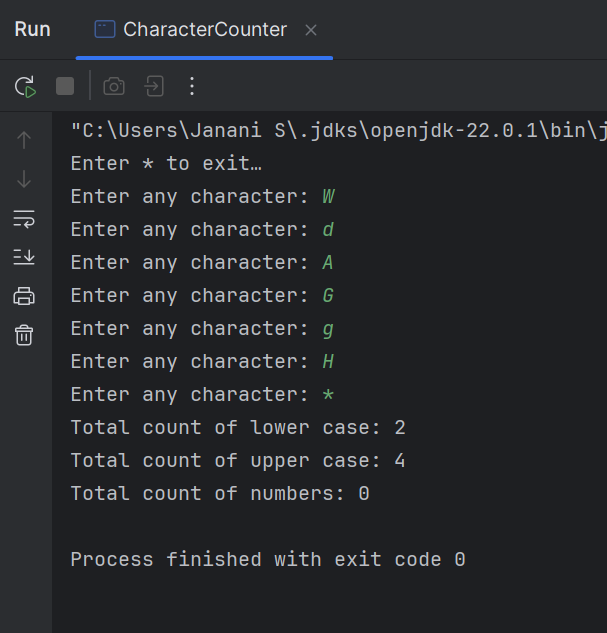 Run CharacterCounter
"C:\Users\Janani S\.jdks\openjdk-22.0.1\bin\j
Enter * to exit…
Enter any character: W
Enter any character: d
Enter any character: A
Enter any character: G
Enter any character: g
Enter any character: H
Enter any character: *
Total count of lower case: 2
Total count of upper case: 4
Total count of numbers: 0
Process finished with exit code 0